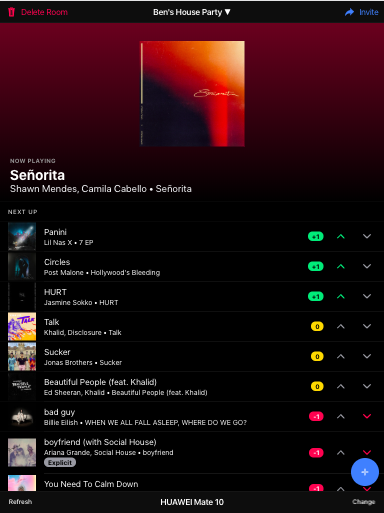 Delete Room
Ben's House Party ▼
Invite
Señorita
NOW PLAYING
Señorita
Shawn Mendes, Camila Cabello • Señorita
NEXT UP
Panini
Lil Nas X • 7 EP
+1
Circles
Post Malone • Hollywood's Bleeding
+1
HURT
Jasmine Sokko • HURT
+1
TALK
Talk
Khalid, Disclosure • Talk
0
Sucker
Jonas Brothers • Sucker
0
BEAUTIFUL
PEOPLE
Beautiful People (feat. Khalid)
Ed Sheeran, Khalid • Beautiful People (feat. Khalid)
0
bad guy
Billie Eilish • WHEN WE ALL FALL ASLEEP, WHERE DO WE GO?
-1
boyfriend (with Social House)
Ariana Grande, Social House • boyfriend
Explicit
-1
You Need To Calm Down
-1
+
Refresh
HUAWEI Mate 10
Change